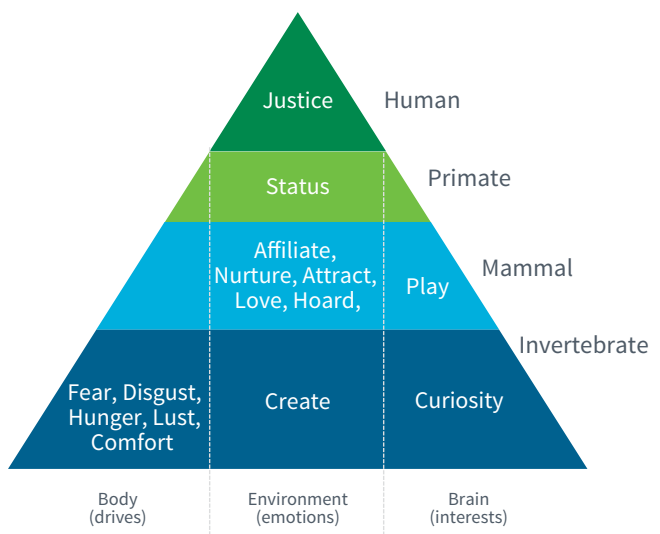 Justice
Human
Status
Primate
Affiliate,
Nurture, Attract,
Love, Hoard,
Play
Mammal
Invertebrate
Fear, Disgust,
Hunger, Lust,
Comfort
Create
Curiosity
Body
(drives)
Environment
(emotions)
Brain
(interests)